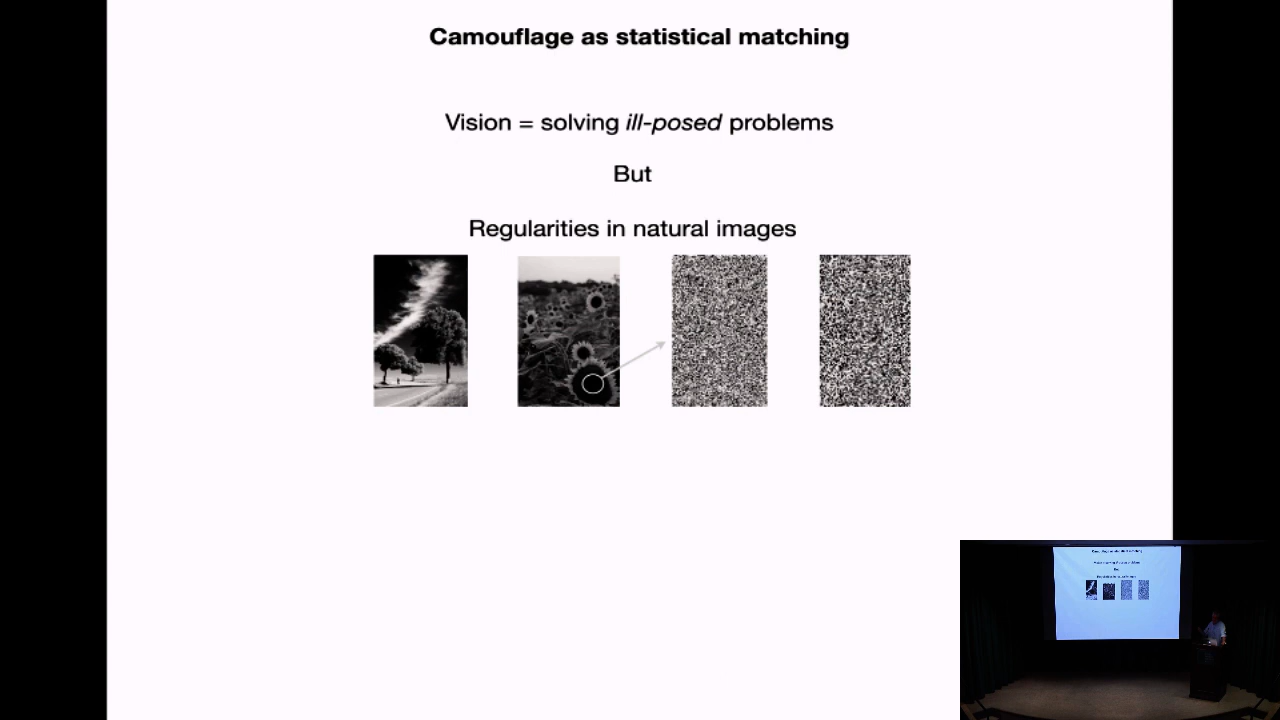 Camouflage as statistical matching
Vision = solving ill-posed problems
But
Regularities in natural images